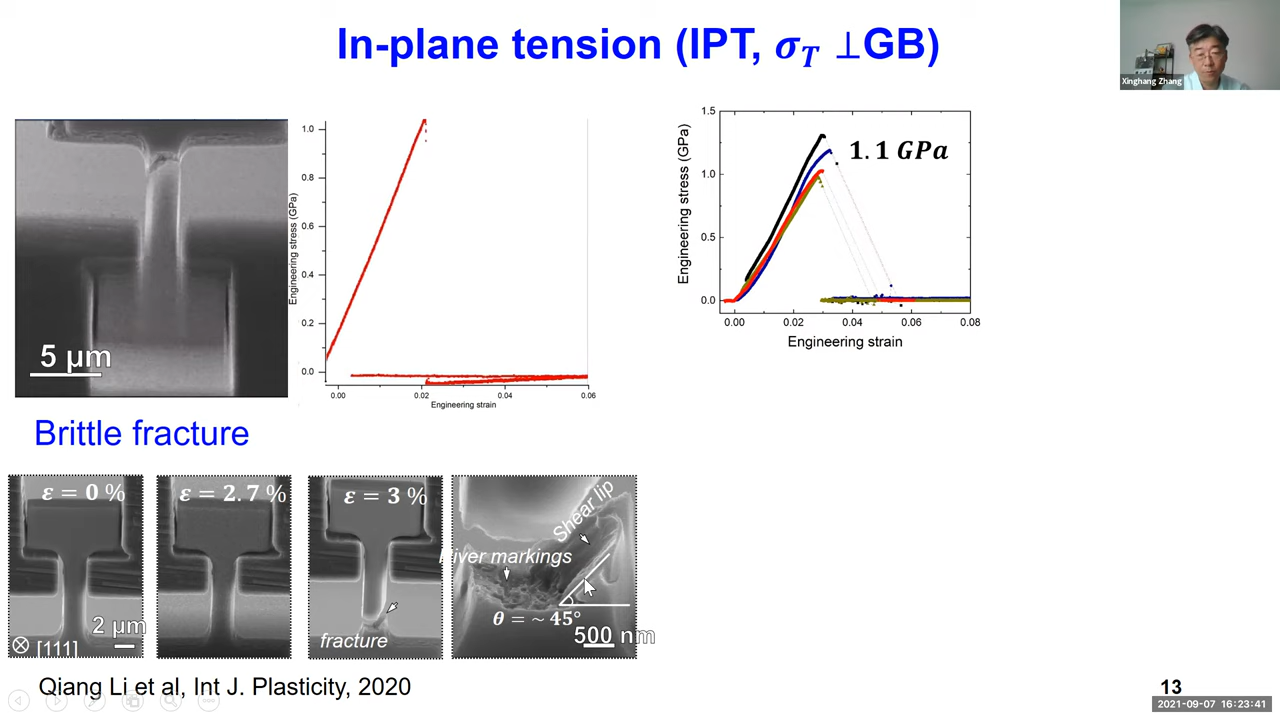 In-plane tension (IPT, σ_T ⊥GB)
Xinghang Zhang
5 μm
Engineering stress (GPa)
1.0
0.8
0.6
0.4
0.2
0.0
0.00 0.02 0.04 0.06
Engineering strain
Engineering stress (GPa)
1.5
1.0
0.5
0.0
1.1 GPa
0.00 0.02 0.04 0.06 0.08
Engineering strain
Brittle fracture
ε = 0 %
2 μm
[111]
ε = 2.7 %
ε = 3 %
fracture
Shear lip
River markings
θ = ~45°
500 nm
Qiang Li et al, Int J. Plasticity, 2020
13
2021-09-07 16:23:41